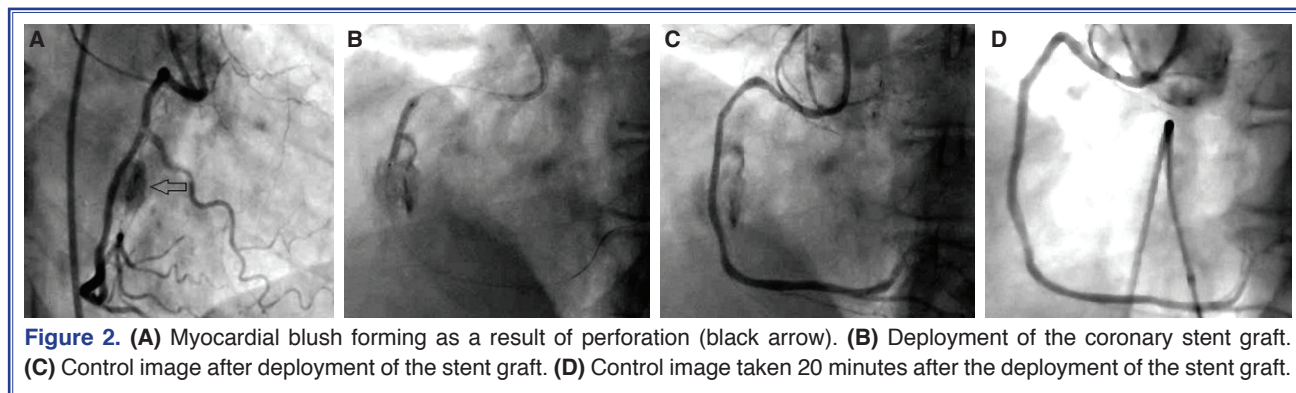 A B C D
Figure 2. (A) Myocardial blush forming as a result of perforation (black arrow). (B) Deployment of the coronary stent graft.
(C) Control image after deployment of the stent graft. (D) Control image taken 20 minutes after the deployment of the stent graft.